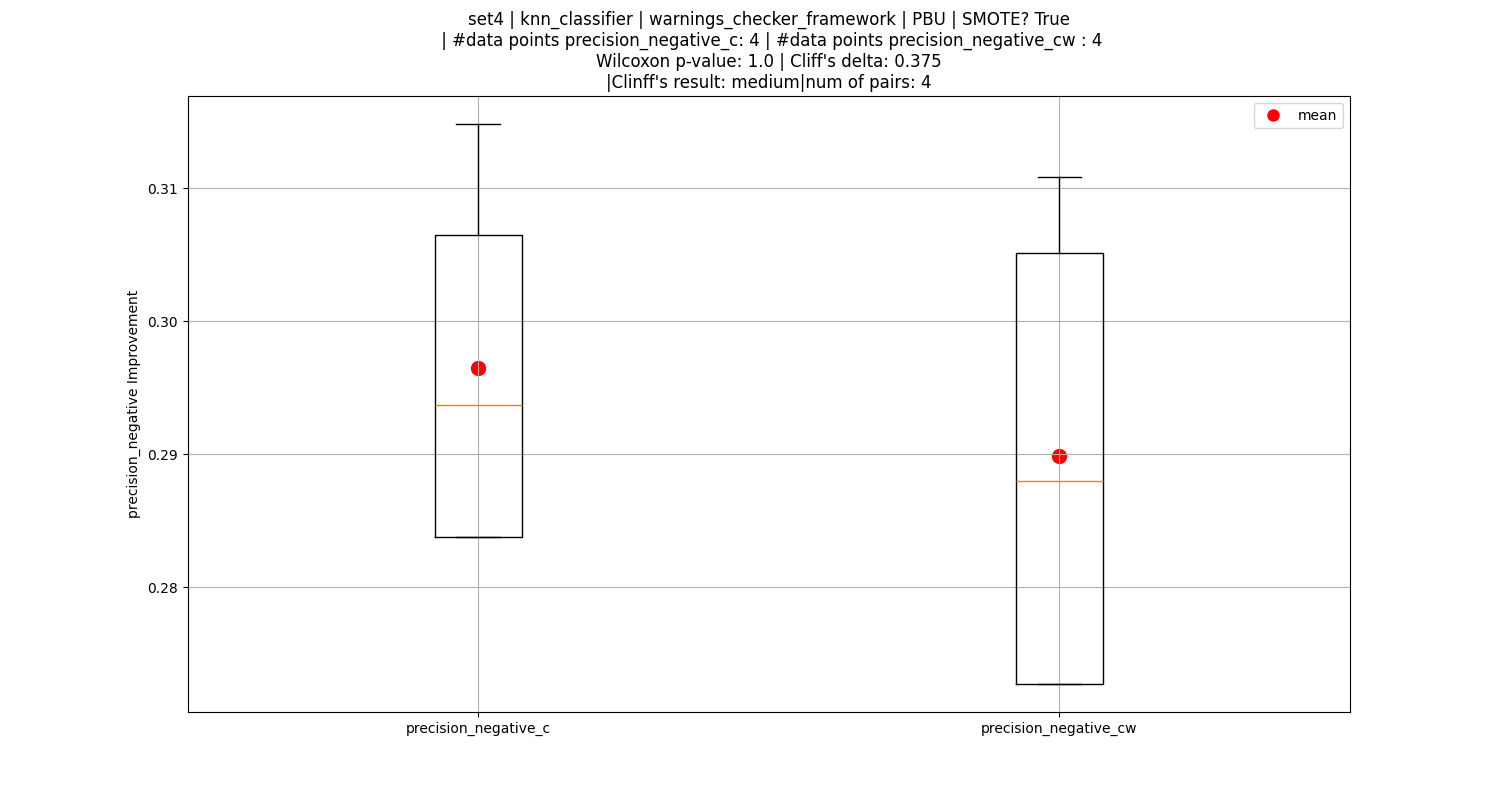 set4 | knn_classifier | warnings_checker_framework | PBU | SMOTE? True
| #data points precision_negative_c: 4 | #data points precision_negative_cw : 4
Wilcoxon p-value: 1.0 | Cliff's delta: 0.375
|Clinff's result: medium|num of pairs: 4
mean
0.31
0.30
0.29
0.28
precision_negative Improvement
precision_negative_c
precision_negative_cw